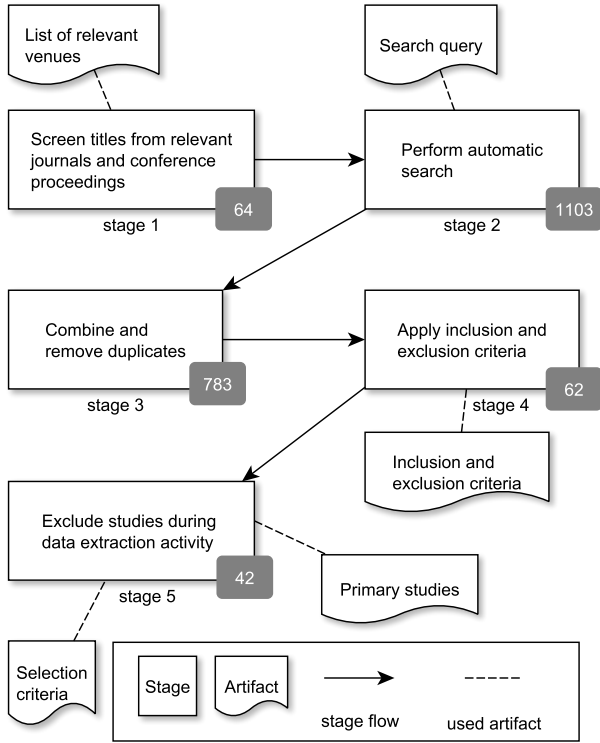 List of relevant
venues
Search query
Screen titles from relevant
journals and conference
proceedings
64
stage 1
Perform automatic
search
1103
stage 2
Combine and
remove duplicates
783
stage 3
Apply inclusion and
exclusion criteria
62
stage 4
Inclusion and
exclusion criteria
Exclude studies during
data extraction activity
42
stage 5
Primary studies
Selection
criteria
Stage
Artifact
stage flow
used artifact